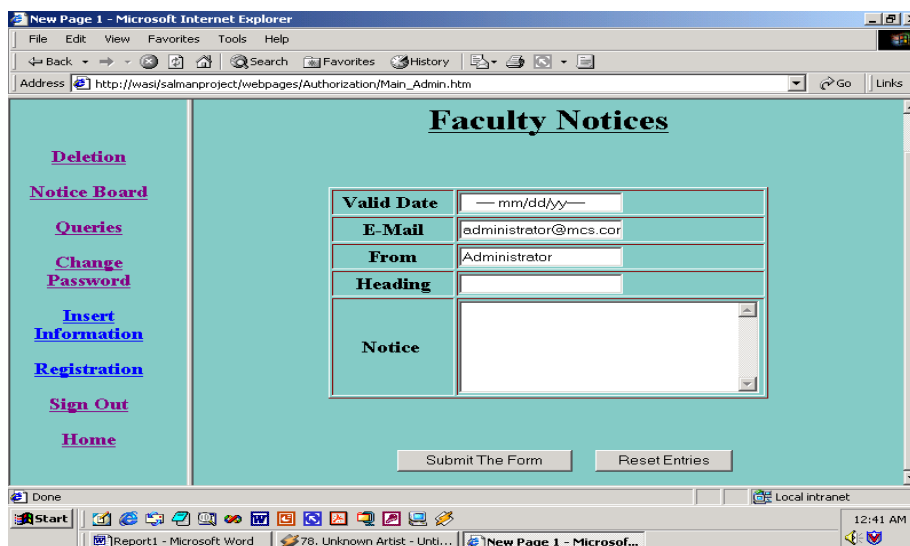 New Page 1 - Microsoft Internet Explorer
File Edit View Favorites Tools Help
Back Search Favorites History
Address http://wasi/salmanproject/webpages/Authorization/Main_Admin.htm Go Links
Faculty Notices
Deletion
Notice Board
Queries
Change
Password
Insert
Information
Registration
Sign Out
Home
Valid Date — mm/dd/yy—
E-Mail administrator@mcs.cor
From Administrator
Heading
Notice
Submit The Form Reset Entries
Done Local intranet
Start 12:41 AM
Report1 - Microsoft Word 78. Unknown Artist - Unti... New Page 1 - Microsof...